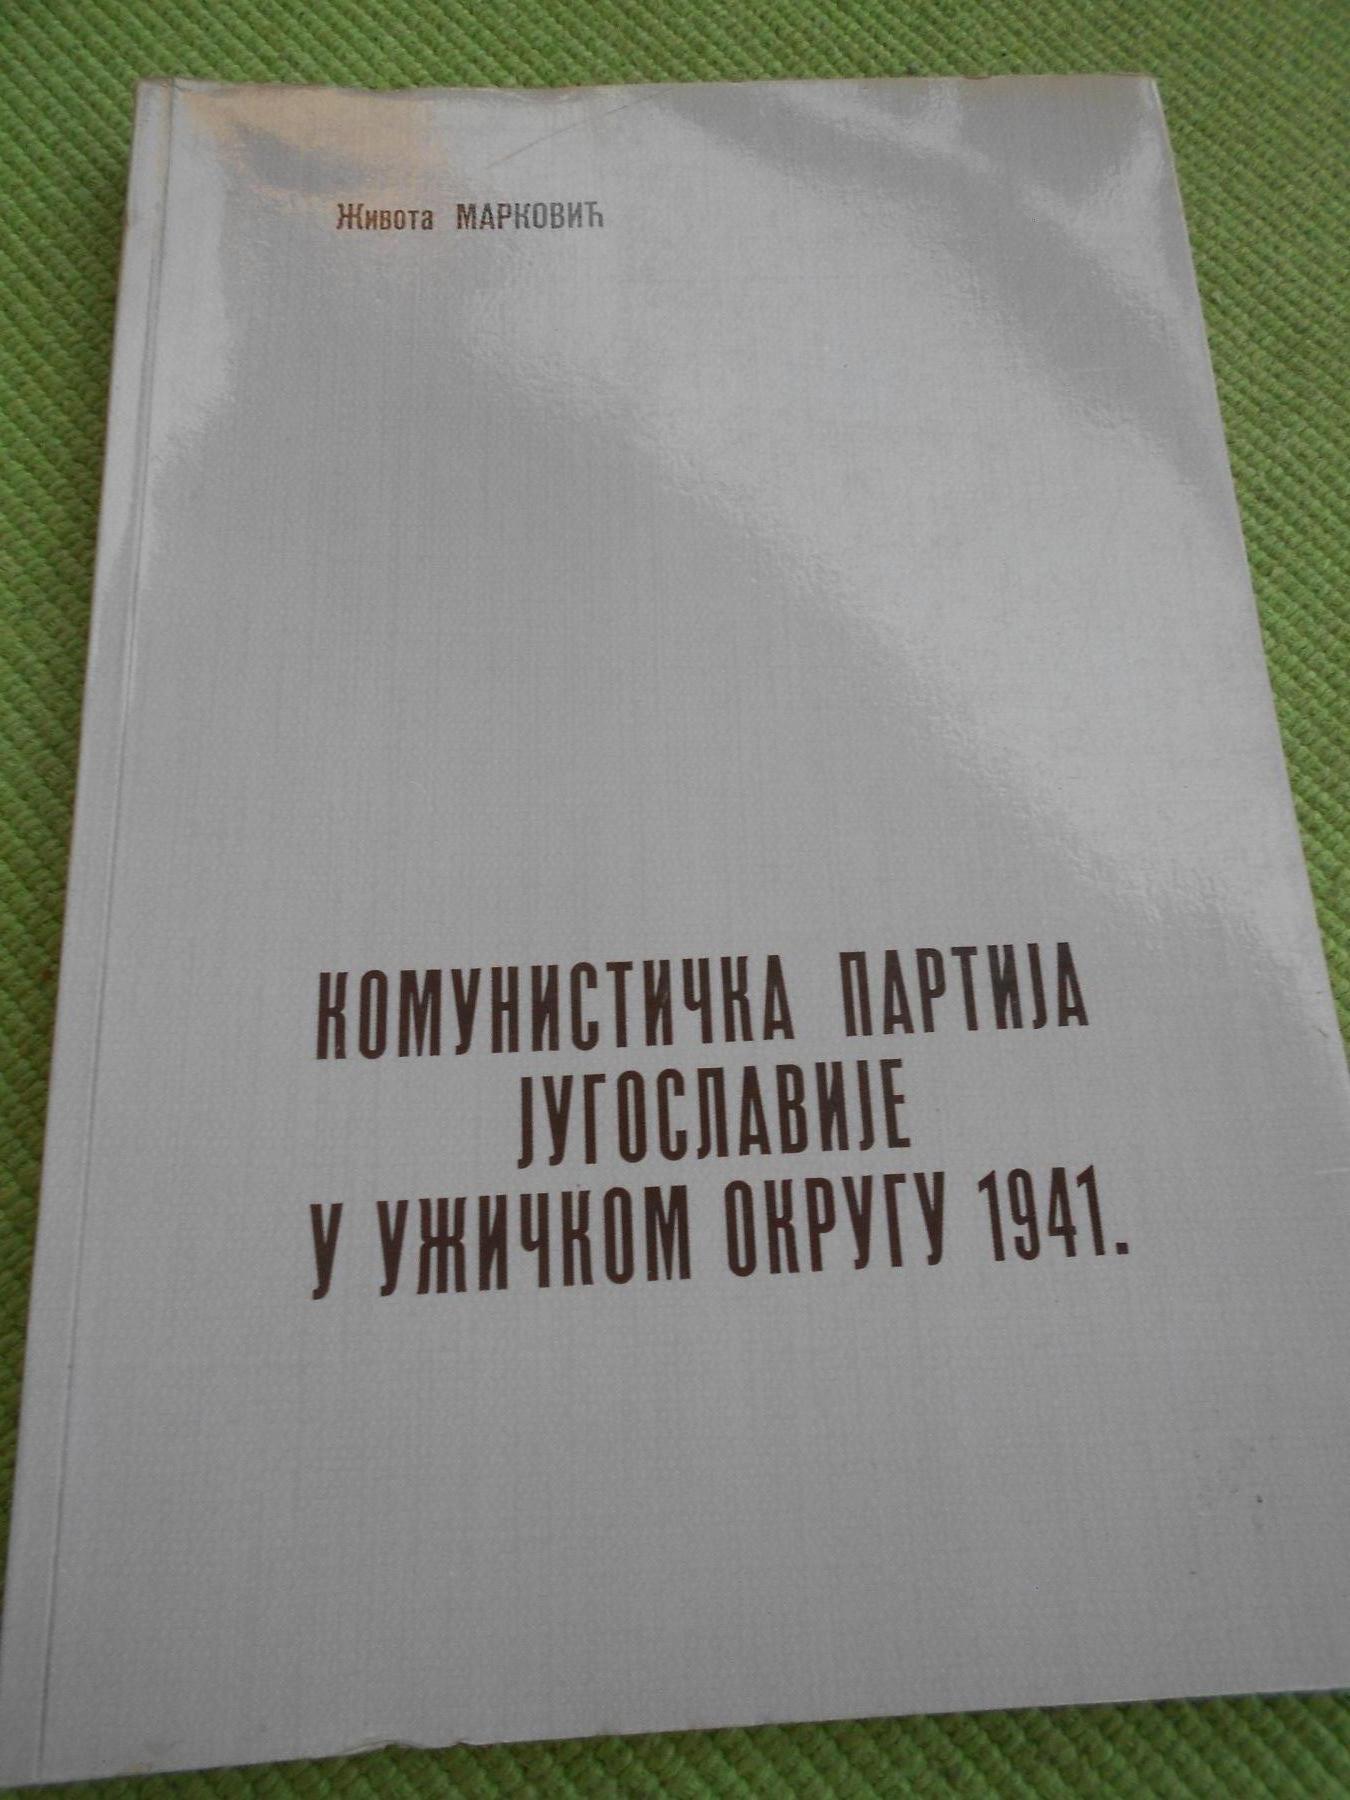 Живота МАРКОВИЋ
КОМУНИСТИЧКА ПАРТИЈА
ЈУГОСЛАВИЈЕ
У УЖИЧКОМ ОКРУГУ 1941.